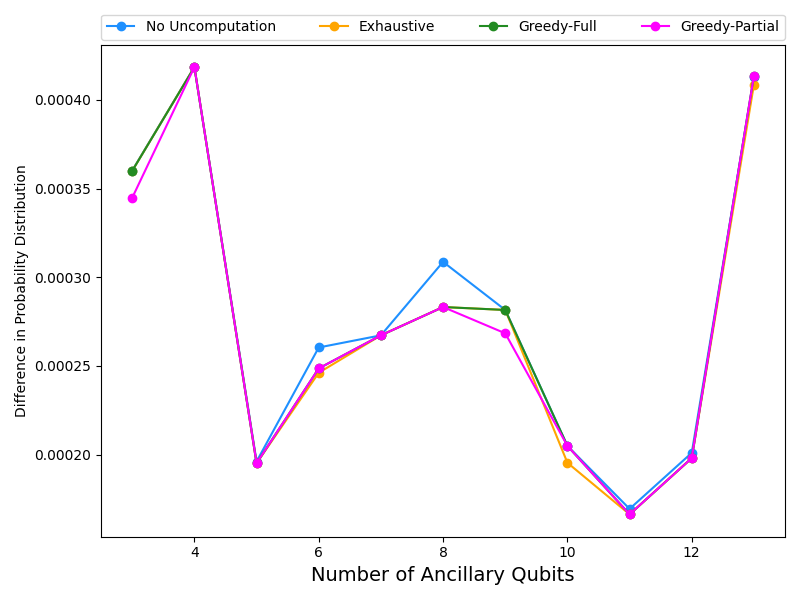 No Uncomputation Exhaustive Greedy-Full Greedy-Partial
0.00040
0.00035
0.00030
0.00025
0.00020
Difference in Probability Distribution
4 6 8 10 12
Number of Ancillary Qubits